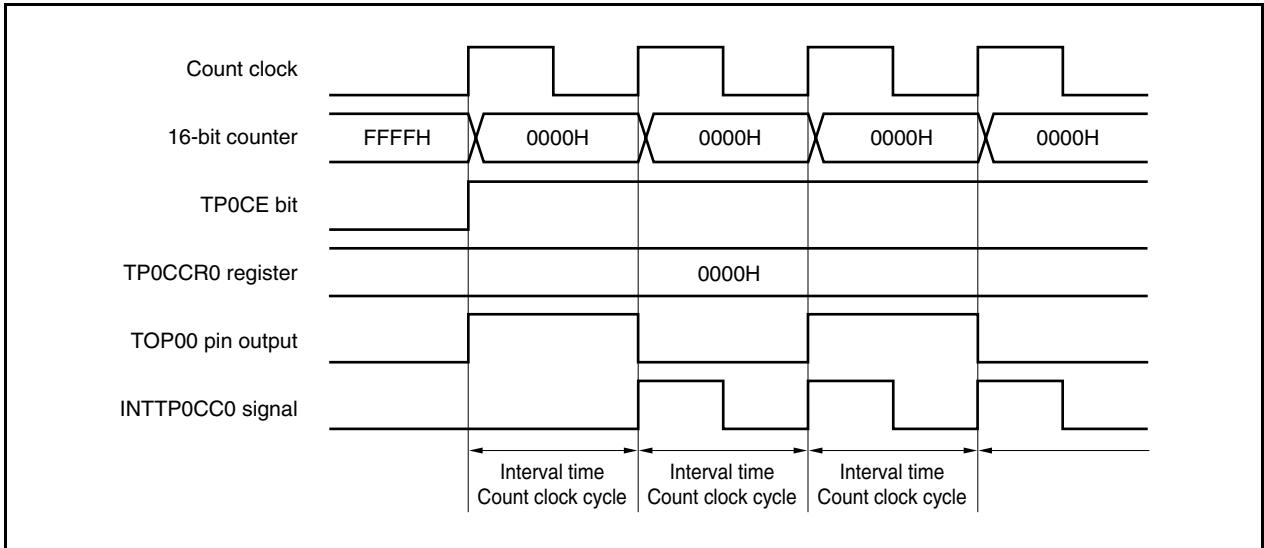 Count clock
16-bit counter FFFFH 0000H 0000H 0000H 0000H
TP0CE bit
TP0CCR0 register 0000H
TOP00 pin output
INTTP0CC0 signal
Interval time Interval time Interval time
Count clock cycle Count clock cycle Count clock cycle